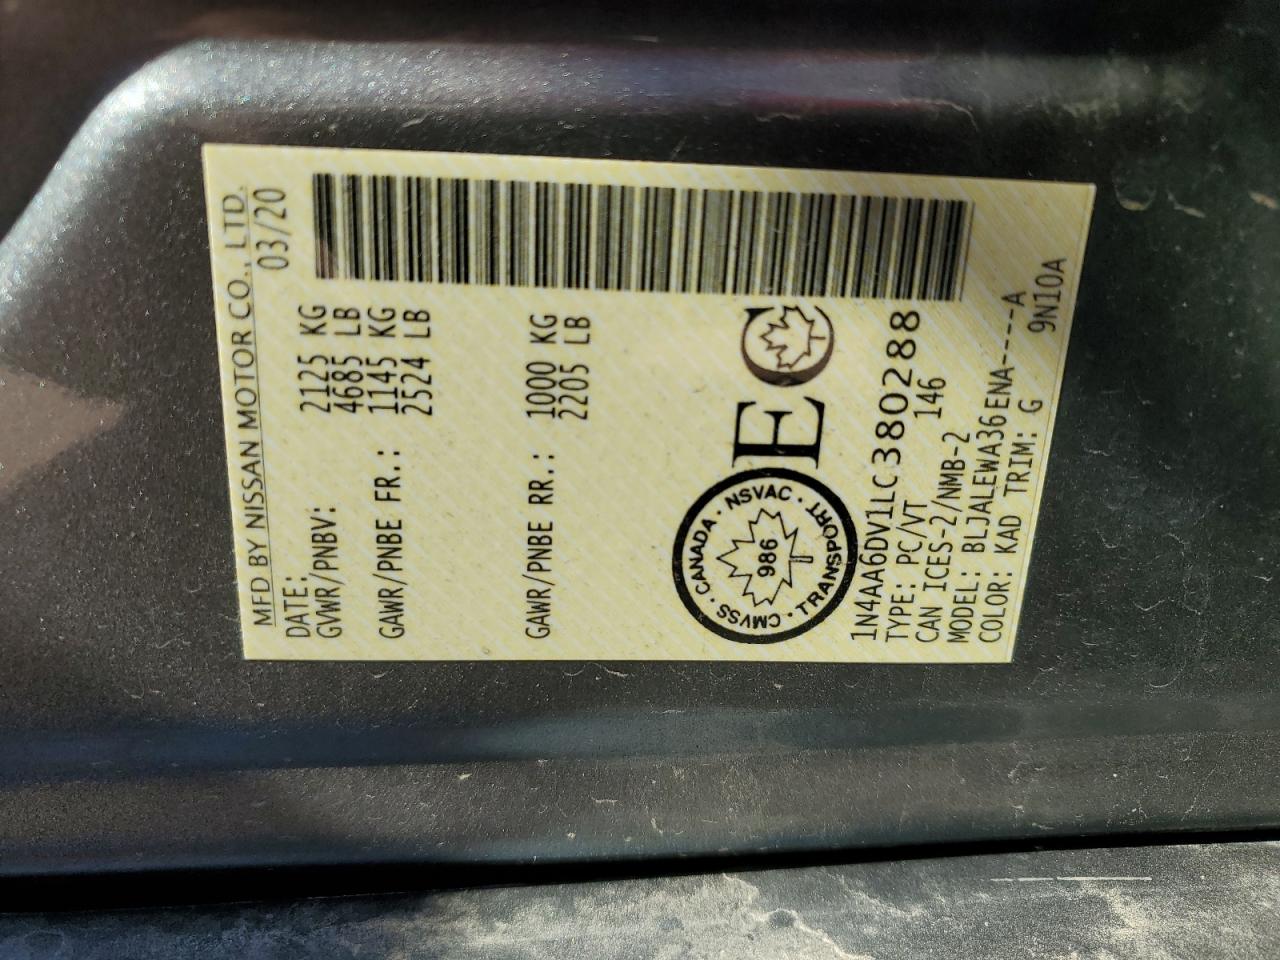 MFD BY NISSAN MOTOR CO., LTD.
DATE: 03/20
GVWR/PNBV: 2125 KG
4685 LB
GAWR/PNBE FR.: 1145 KG
2524 LB
GAWR/PNBE RR.: 1000 KG
2205 LB
CANADA · NSVAC · TRANSPORT · CMVSS ·
986
EC
1N4AA6DV1LC380288
TYPE: PC/VT 146
CAN ICES-2/NMB-2
MODEL: BLJALEWA36ENA-----A
COLOR: KAD TRIM: G 9N10A